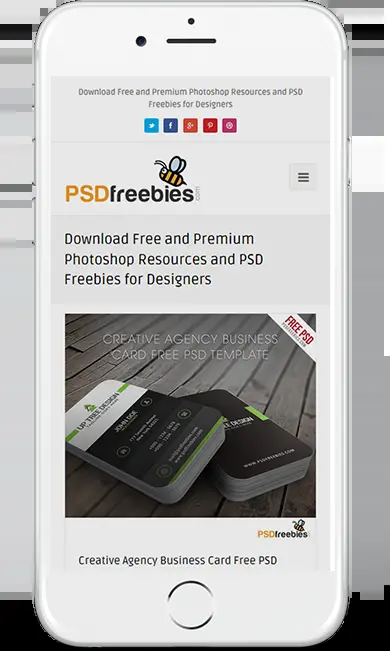 Download Free and Premium Photoshop Resources and PSD
Freebies for Designers
PSDfreebies.com
Download Free and Premium
Photoshop Resources and PSD
Freebies for Designers
FREE PSD
CREATIVE AGENCY BUSINESS
CARD FREE PSD TEMPLATE
UP TREE DESIGN
JOHN DOE
WWW.PSDFREEBIES.COM
PSDfreebies
Creative Agency Business Card Free PSD